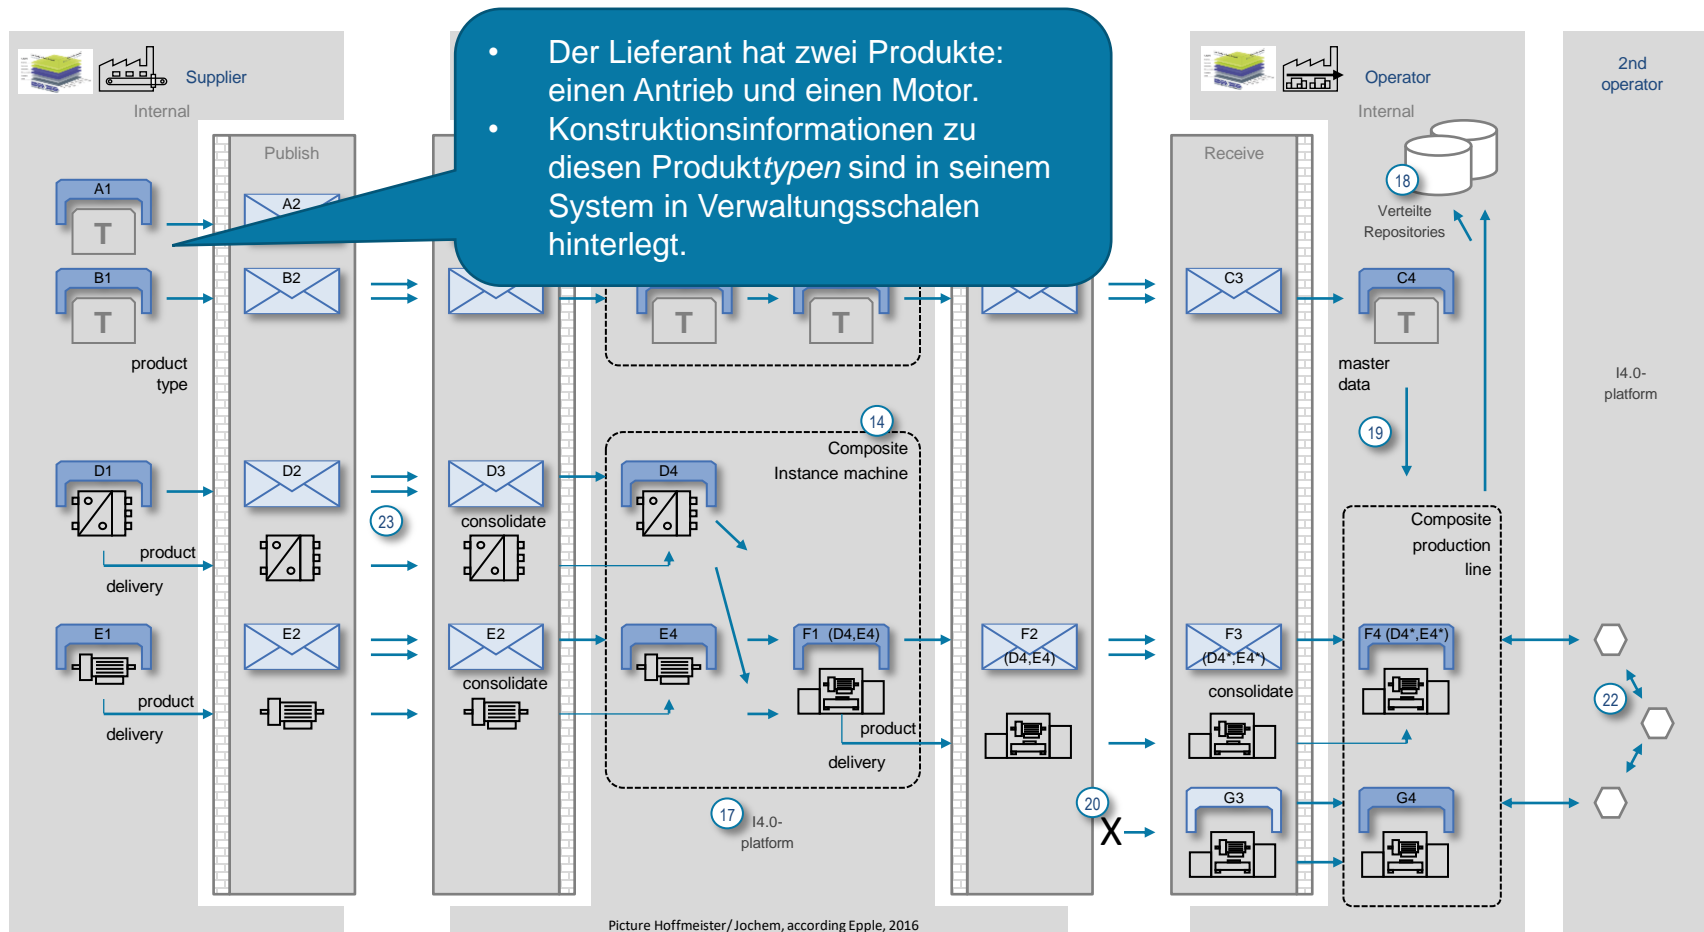 • Der Lieferant hat zwei Produkte:
einen Antrieb und einen Motor.
• Konstruktionsinformationen zu
diesen Produkttypen sind in seinem
System in Verwaltungsschalen
hinterlegt.
Supplier
Internal
Publish
Operator
Internal
Receive
2nd
operator
18
Verteilte
Repositories
A1
T
A2
B1
T
B2
T
T
C3
C4
T
product
type
master
data
I4.0-
platform
19
14
Composite
Instance machine
D1
D2
23
D3
consolidate
D4
product
delivery
Composite
production
line
E1
E2
E2
consolidate
E4
F1 (D4,E4)
F2
(D4,E4)
F3
(D4*,E4*)
consolidate
F4 (D4*,E4*)
product
delivery
product
delivery
22
17
I4.0-
platform
20
X
G3
G4
Picture Hoffmeister/Jochem, according Epple, 2016